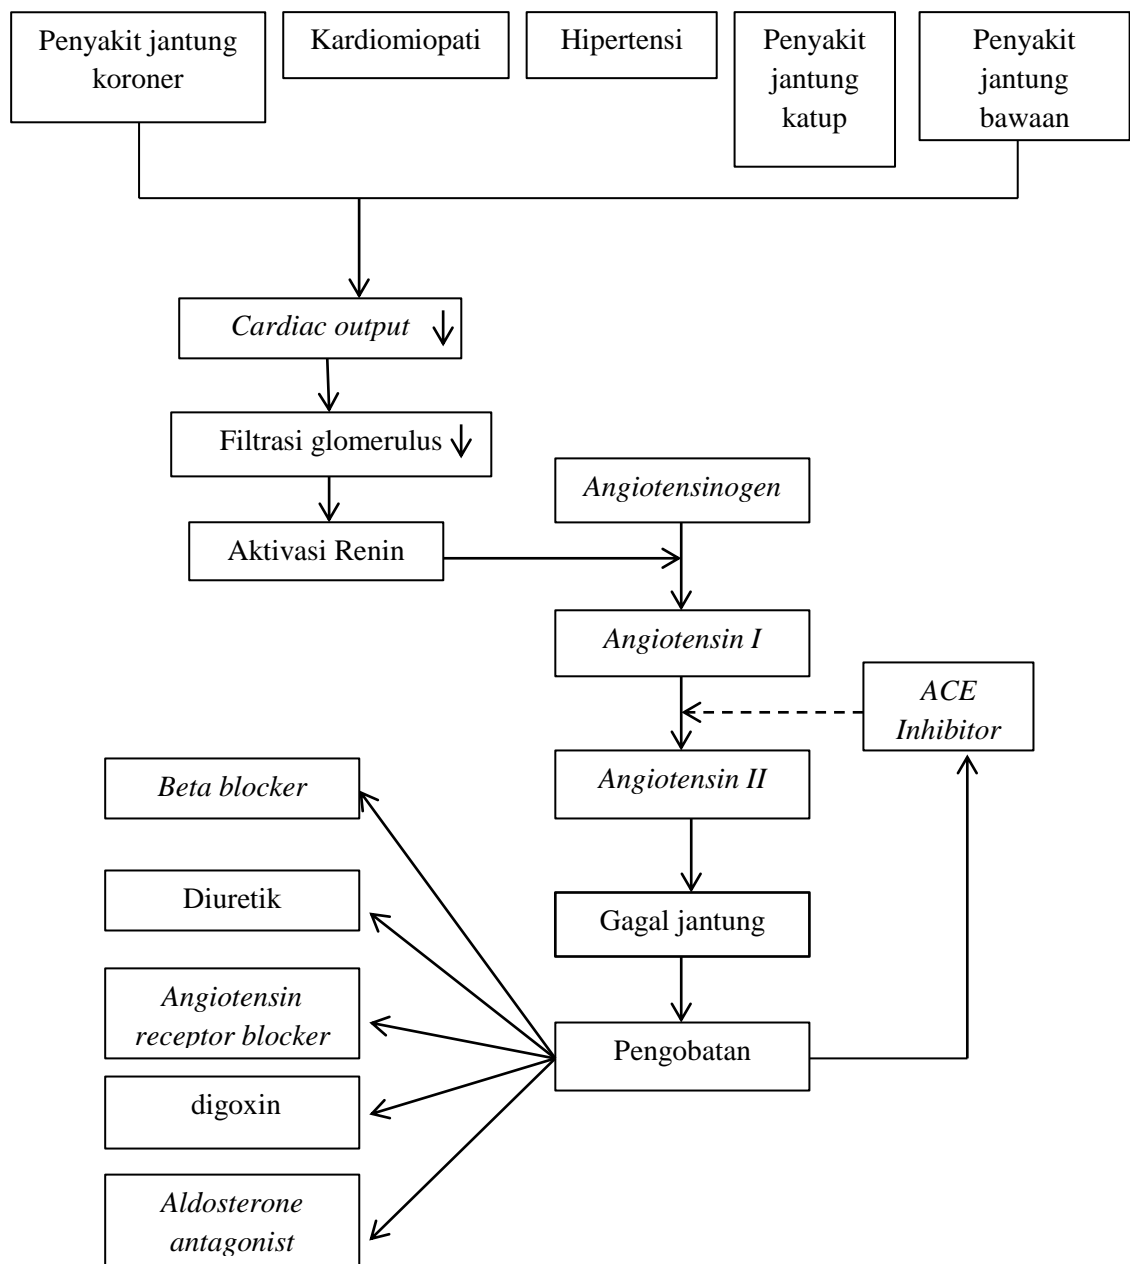 Penyakit jantung
koroner
Kardiomiopati
Hipertensi
Penyakit
jantung
katup
Penyakit
jantung
bawaan
Cardiac output
Filtrasi glomerulus
Angiotensinogen
Aktivasi Renin
Angiotensin I
ACE
Inhibitor
Beta blocker
Angiotensin II
Diuretik
Gagal jantung
Angiotensin
receptor blocker
Pengobatan
digoxin
Aldosterone
antagonist